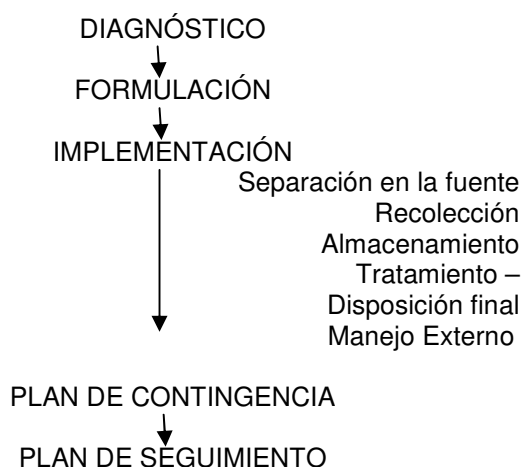 DIAGNÓSTICO
FORMULACIÓN
IMPLEMENTACIÓN
Separación en la fuente
Recolección
Almacenamiento
Tratamiento –
Disposición final
Manejo Externo
PLAN DE CONTINGENCIA
PLAN DE SEGUIMIENTO